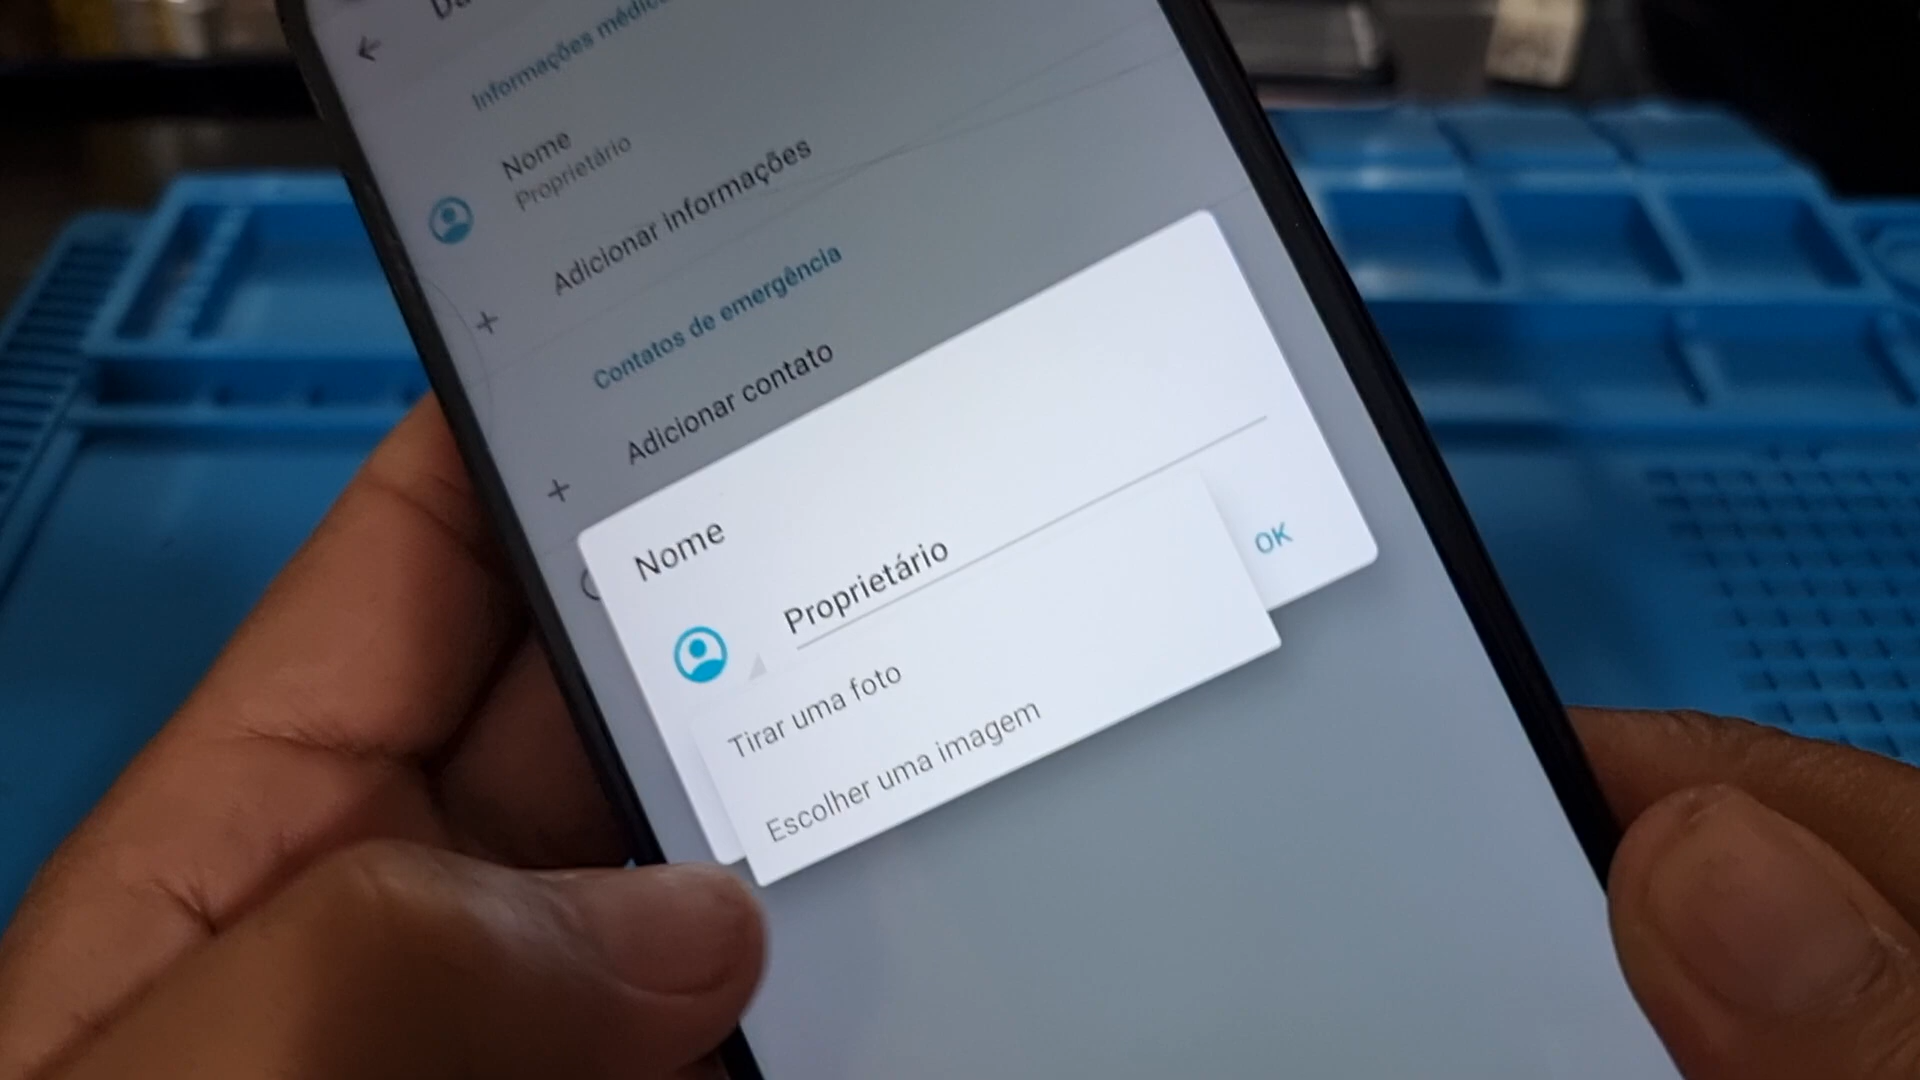 Informações
Nome
Proprietário
Adicionar informações
Contatos de emergência
Adicionar contato
Nome
Proprietário
OK
Tirar uma foto
Escolher uma imagem